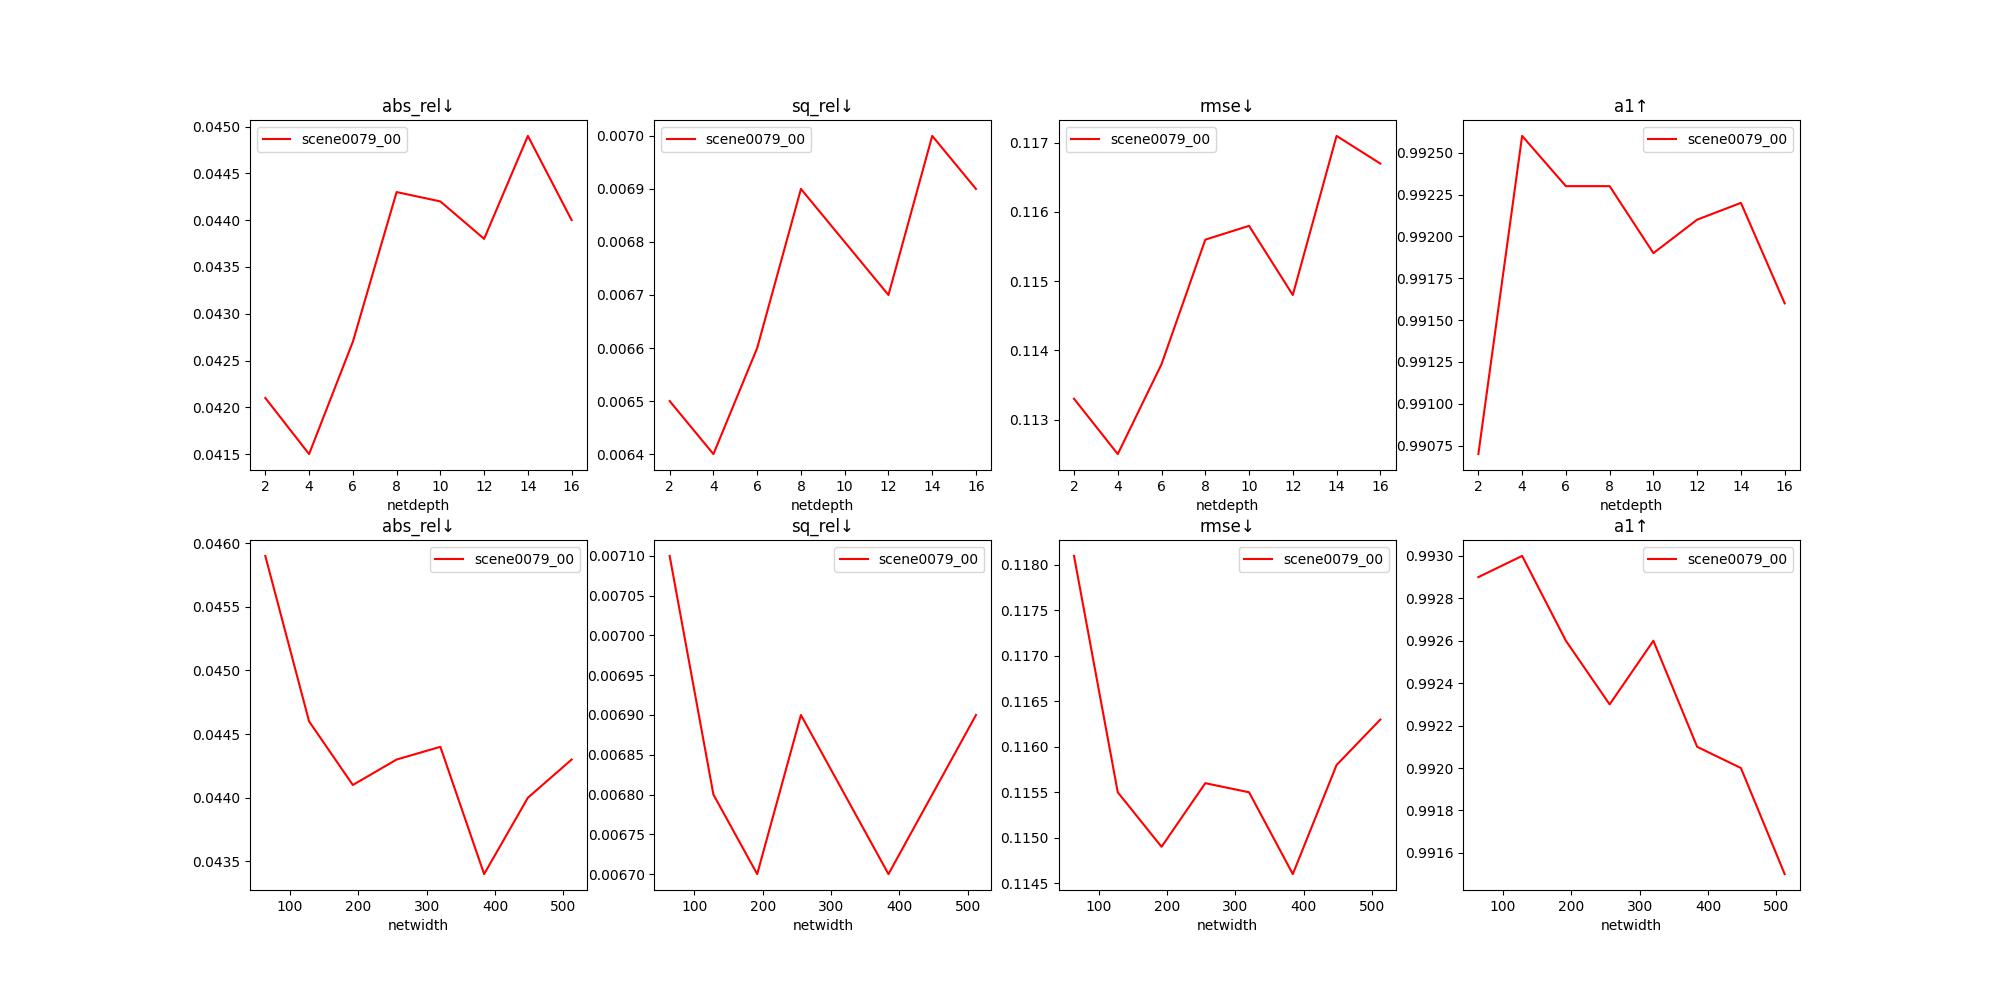 abs_rel↓
scene0079_00
0.0450
0.0445
0.0440
0.0435
0.0430
0.0425
0.0420
0.0415
2 4 6 8 10 12 14 16
netdepth
sq_rel↓
scene0079_00
0.0070
0.0069
0.0068
0.0067
0.0066
0.0065
0.0064
2 4 6 8 10 12 14 16
netdepth
rmse↓
scene0079_00
0.117
0.116
0.115
0.114
0.113
2 4 6 8 10 12 14 16
netdepth
a1↑
scene0079_00
0.99250
0.99225
0.99200
0.99175
0.99150
0.99125
0.99100
0.99075
2 4 6 8 10 12 14 16
netdepth
abs_rel↓
scene0079_00
0.0460
0.0455
0.0450
0.0445
0.0440
0.0435
100 200 300 400 500
netwidth
sq_rel↓
scene0079_00
0.00710
0.00705
0.00700
0.00695
0.00690
0.00685
0.00680
0.00675
0.00670
100 200 300 400 500
netwidth
rmse↓
scene0079_00
0.1180
0.1175
0.1170
0.1165
0.1160
0.1155
0.1150
0.1145
100 200 300 400 500
netwidth
a1↑
scene0079_00
0.9930
0.9928
0.9926
0.9924
0.9922
0.9920
0.9918
0.9916
100 200 300 400 500
netwidth